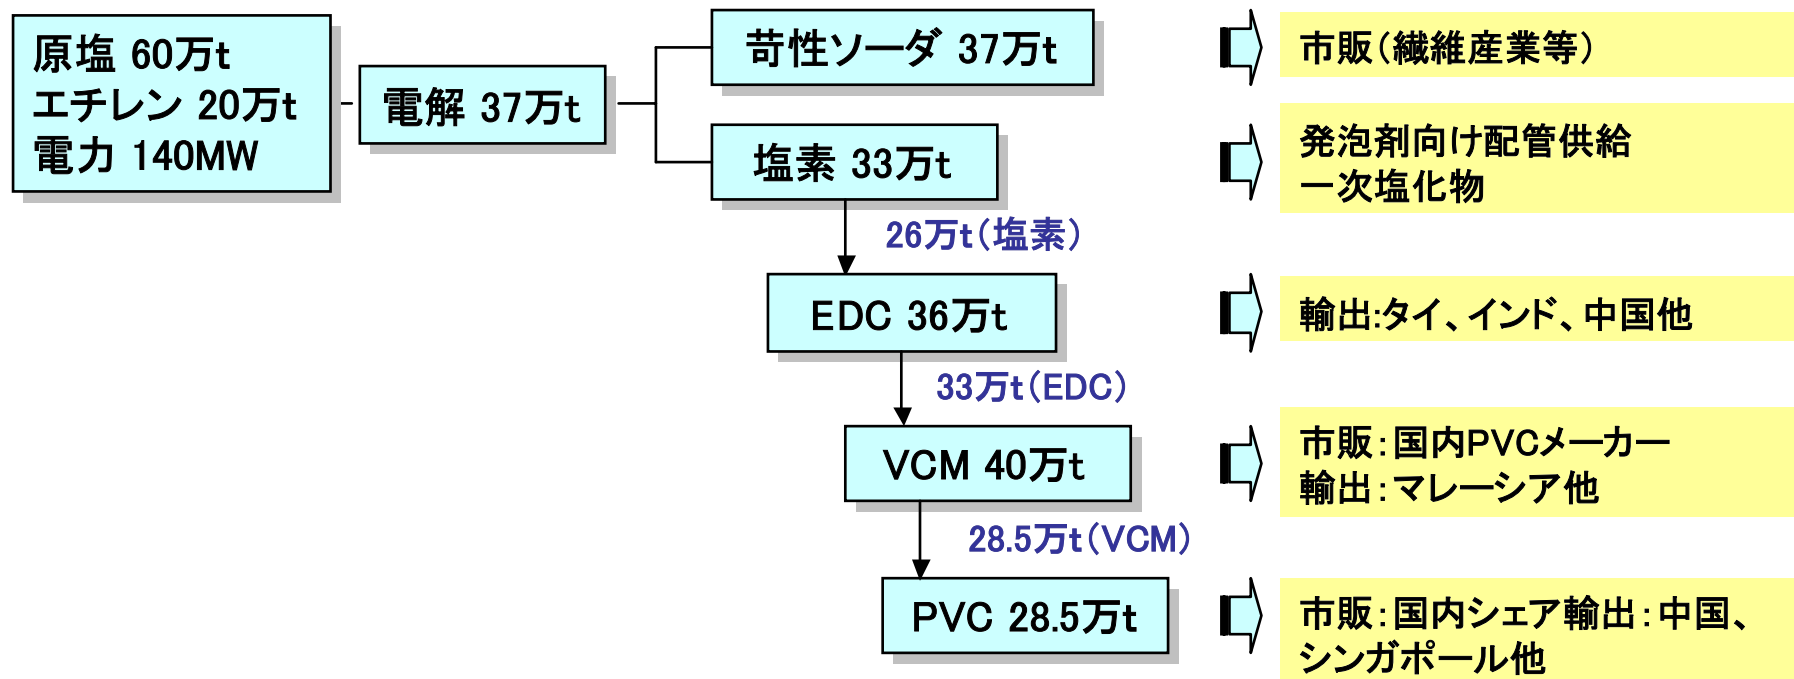 原塩 60万t
エチレン 20万t
電力 140MW
電解 37万t
苛性ソーダ 37万t
市販(繊維産業等)
塩素 33万t
発泡剤向け配管供給
一次塩化物
26万t(塩素)
EDC 36万t
輸出:タイ、インド、中国他
33万t(EDC)
VCM 40万t
市販:国内PVCメーカー
輸出:マレーシア他
28.5万t(VCM)
PVC 28.5万t
市販:国内シェア輸出:中国、
シンガポール他